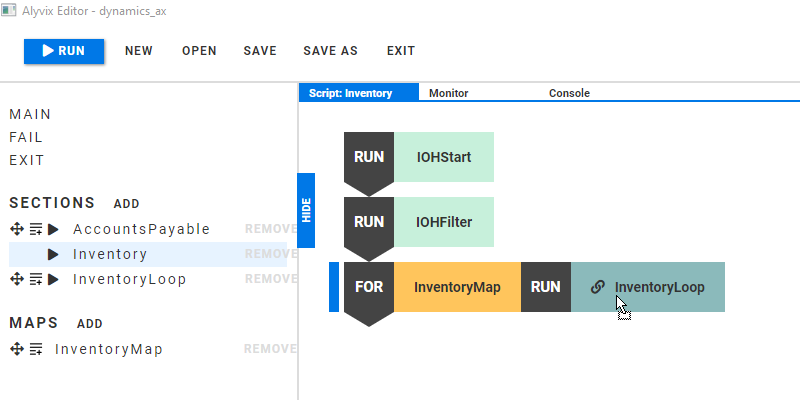 Alyvix Editor - dynamics_ax
RUN NEW OPEN SAVE SAVE AS EXIT
Script: Inventory Monitor Console
MAIN
FAIL
EXIT
SECTIONS ADD
AccountsPayable REMOVE
Inventory REMOVE
InventoryLoop REMOVE
MAPS ADD
InventoryMap REMOVE
HIDE
RUN IOHStart
RUN IOHFilter
FOR InventoryMap RUN InventoryLoop